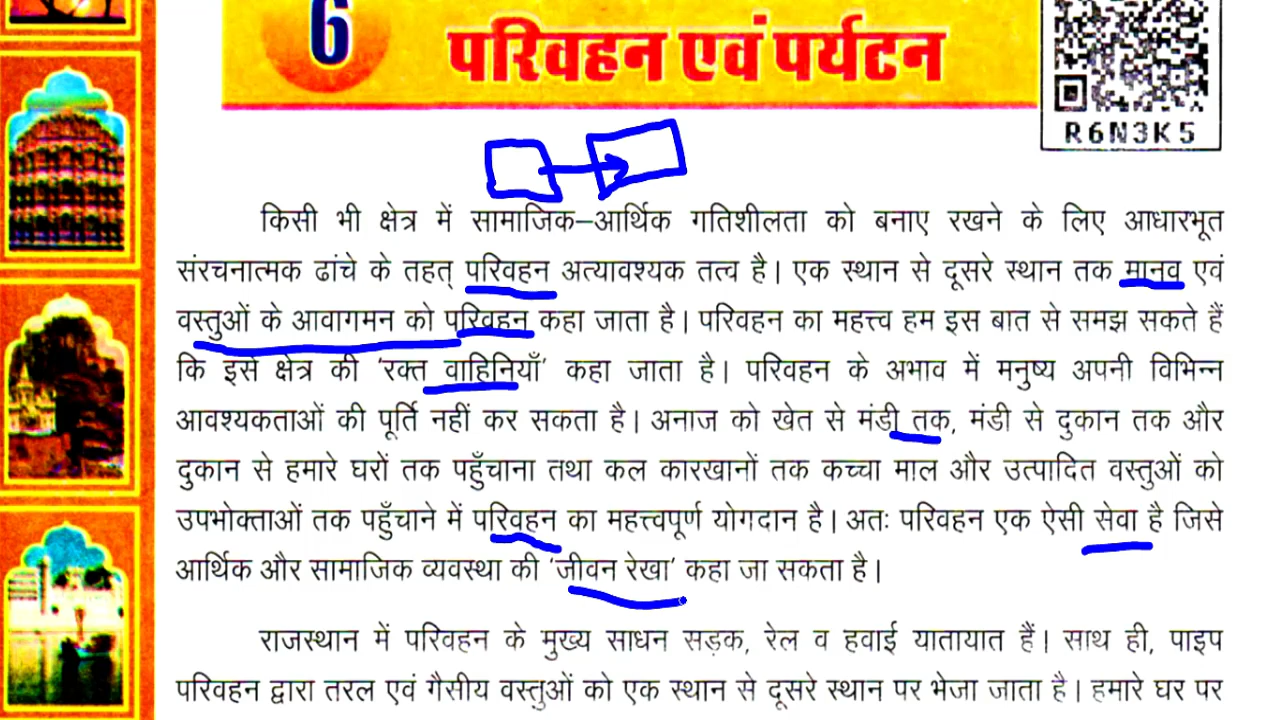 6
परिवहन एवं पर्यटन
R6N3K5
किसी भी क्षेत्र में सामाजिक–आर्थिक गतिशीलता को बनाए रखने के लिए आधारभूत
संरचनात्मक ढांचे के तहत् परिवहन अत्यावश्यक तत्व है। एक स्थान से दूसरे स्थान तक मानव एवं
वस्तुओं के आवागमन को परिवहन कहा जाता है। परिवहन का महत्त्व हम इस बात से समझ सकते हैं
कि इसे क्षेत्र की 'रक्त वाहिनियाँ' कहा जाता है। परिवहन के अभाव में मनुष्य अपनी विभिन्न
आवश्यकताओं की पूर्ति नहीं कर सकता है। अनाज को खेत से मंडी तक, मंडी से दुकान तक और
दुकान से हमारे घरों तक पहुँचाना तथा कल कारखानों तक कच्चा माल और उत्पादित वस्तुओं को
उपभोक्ताओं तक पहुँचाने में परिवहन का महत्त्वपूर्ण योगदान है। अतः परिवहन एक ऐसी सेवा है जिसे
आर्थिक और सामाजिक व्यवस्था की 'जीवन रेखा' कहा जा सकता है।
राजस्थान में परिवहन के मुख्य साधन सड़क, रेल व हवाई यातायात हैं। साथ ही, पाइप
परिवहन द्वारा तरल एवं गैसीय वस्तुओं को एक स्थान से दूसरे स्थान पर भेजा जाता है। हमारे घर पर